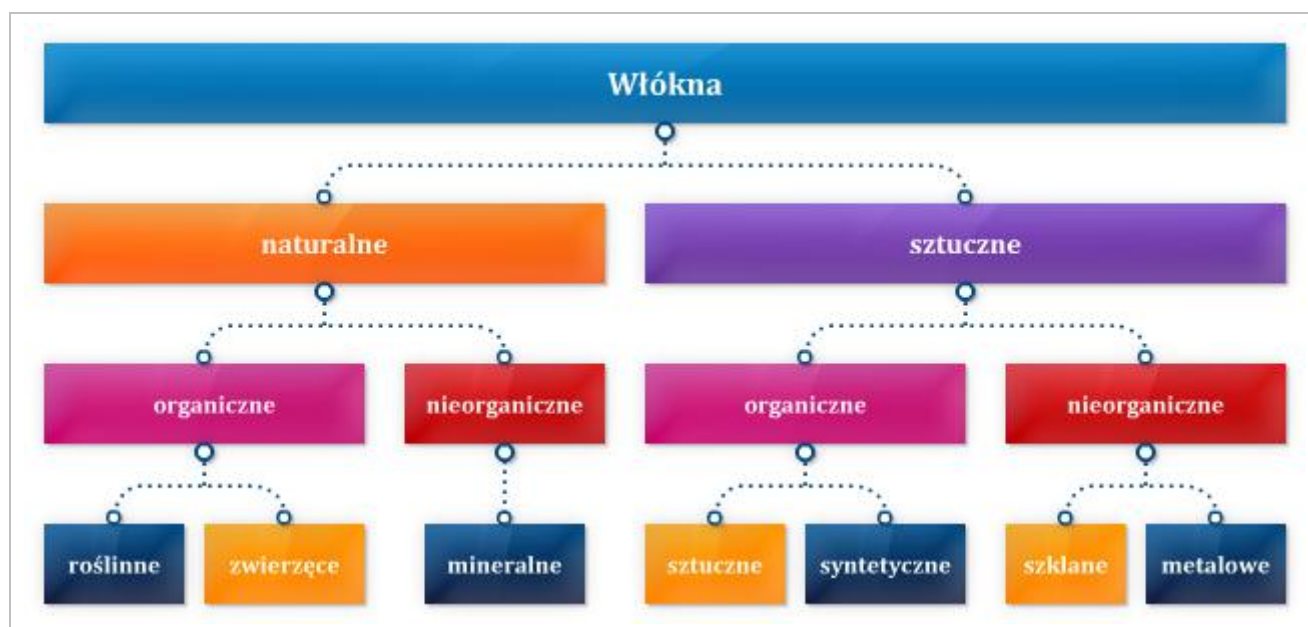 Włókna
naturalne
sztuczne
organiczne
nieorganiczne
organiczne
nieorganiczne
roślinne
zwierzęce
mineralne
sztuczne
syntetyczne
szklane
metalowe